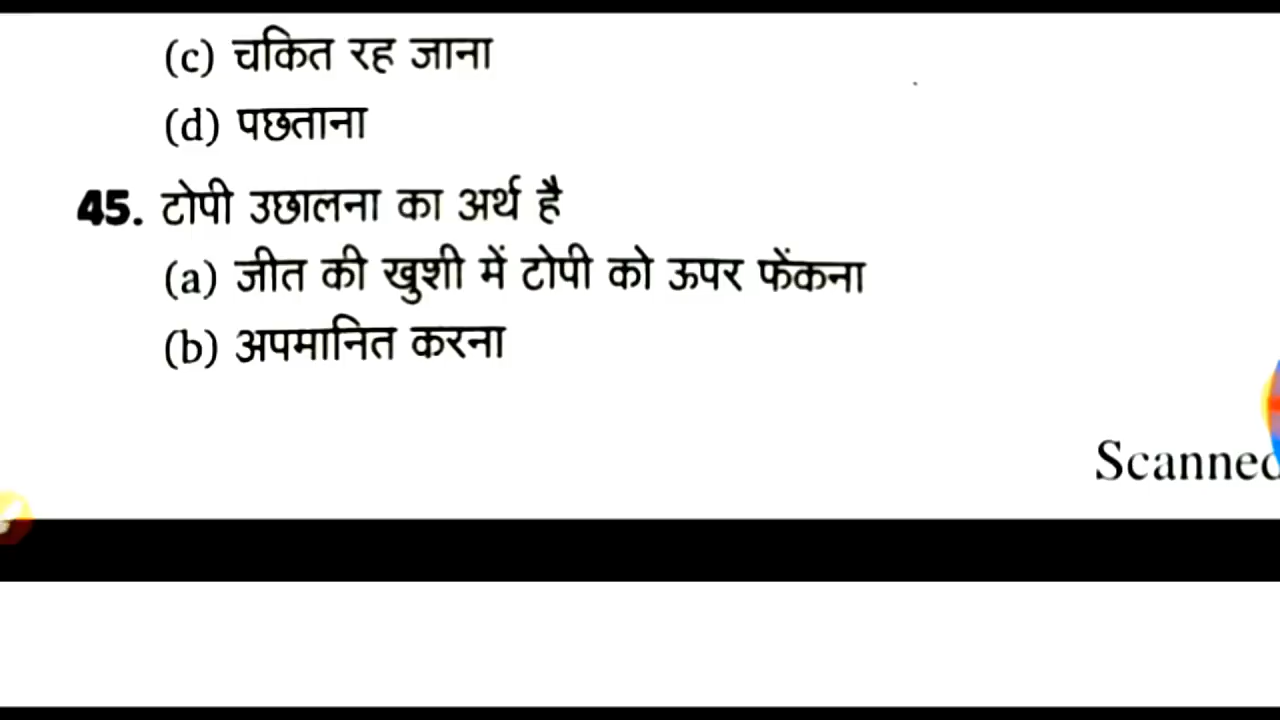 (c) चकित रह जाना
(d) पछताना
45. टोपी उछालना का अर्थ है
(a) जीत की खुशी में टोपी को ऊपर फेंकना
(b) अपमानित करना
Scanned